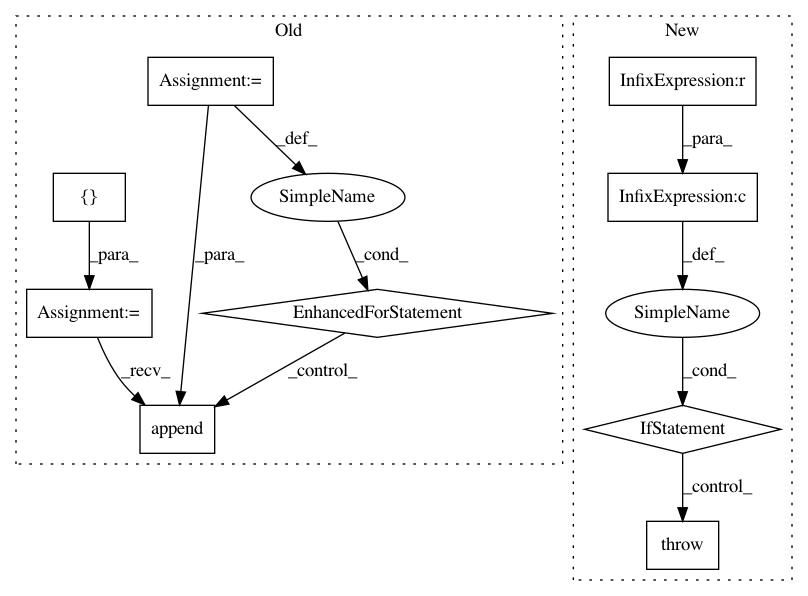 Old
New
Assignment:=
InfixExpression:r
_def_
_para_
{}
SimpleName
InfixExpression:c
_para_
_para_
_cond_
_def_
Assignment:=
EnhancedForStatement
SimpleName
_recv_
_control_
_cond_
append
IfStatement
_control_
throw